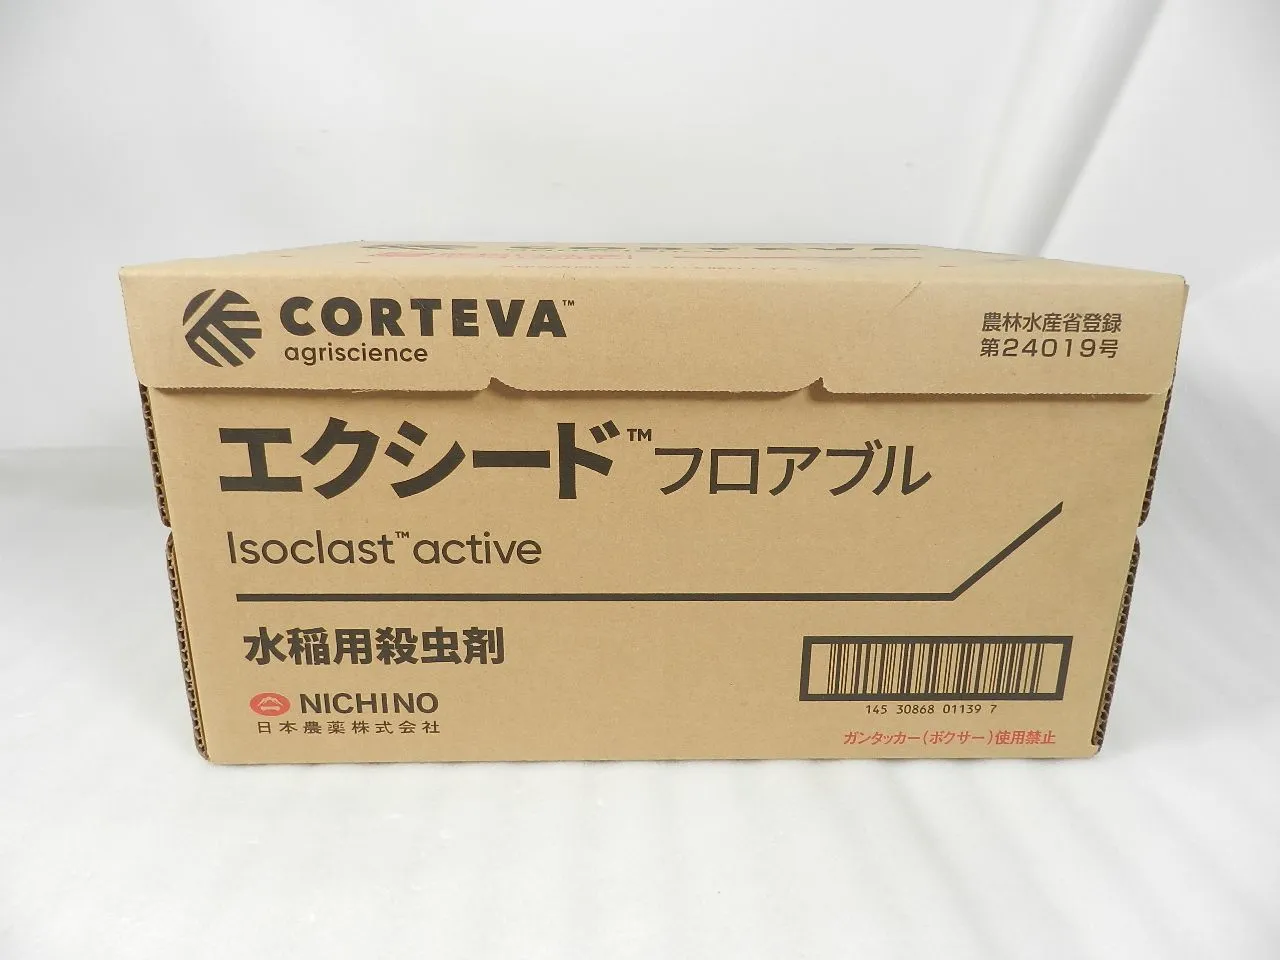 CORTEVA
CORTEVA™
agriscience
農林水産省登録
第24019号
エクシード™フロアブル
Isoclast™active
水稲用殺虫剤
NICHINO
日本農薬株式会社
145 30868 01139 7
ガンタッカー(ボクサー)使用禁止